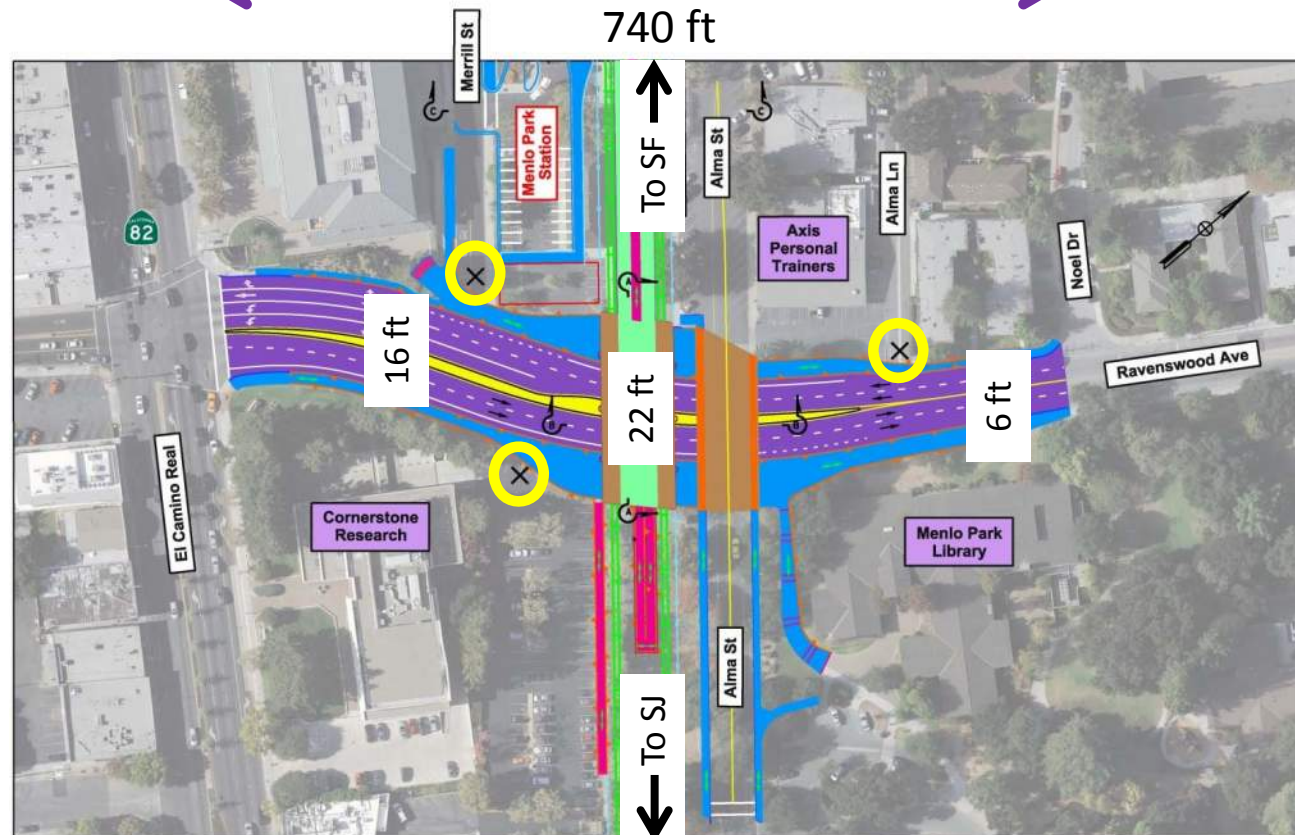 740 ft
Merrill St
C
C
Menlo Park
Station
To SF
Alma St
Alma Ln
Axis
Personal
Trainers
CALIFORNIA
82
Noel Dr
A
16 ft
22 ft
6 ft
Ravenswood Ave
B
B
El Camino Real
Cornerstone
Research
A
Menlo Park
Library
Alma St
To SJ